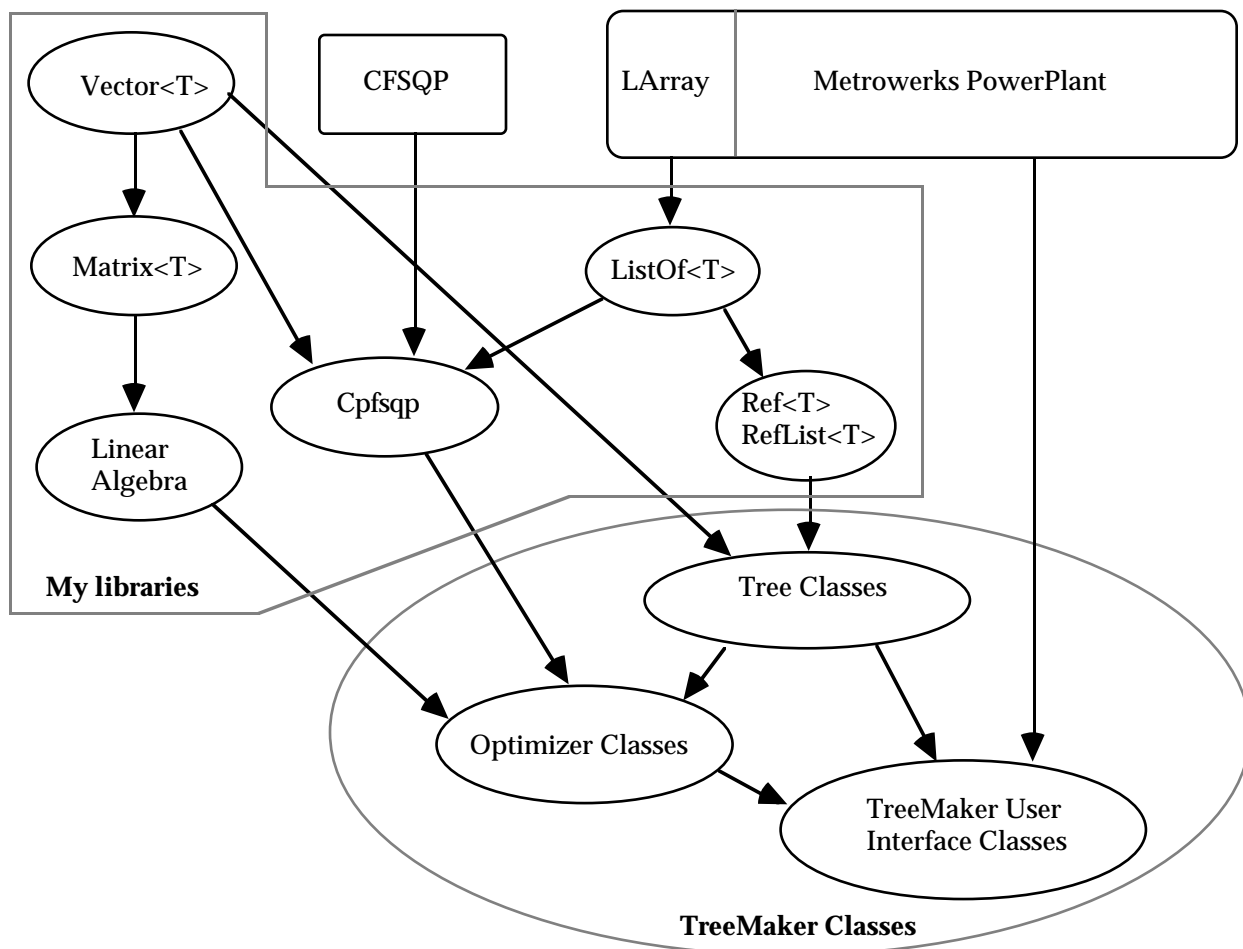 Vector<T>
CFSQP
LArray
Metrowerks PowerPlant
Matrix<T>
ListOf<T>
Cpfsqp
Ref<T>
RefList<T>
Linear
Algebra
My libraries
Tree Classes
Optimizer Classes
TreeMaker User
Interface Classes
TreeMaker Classes